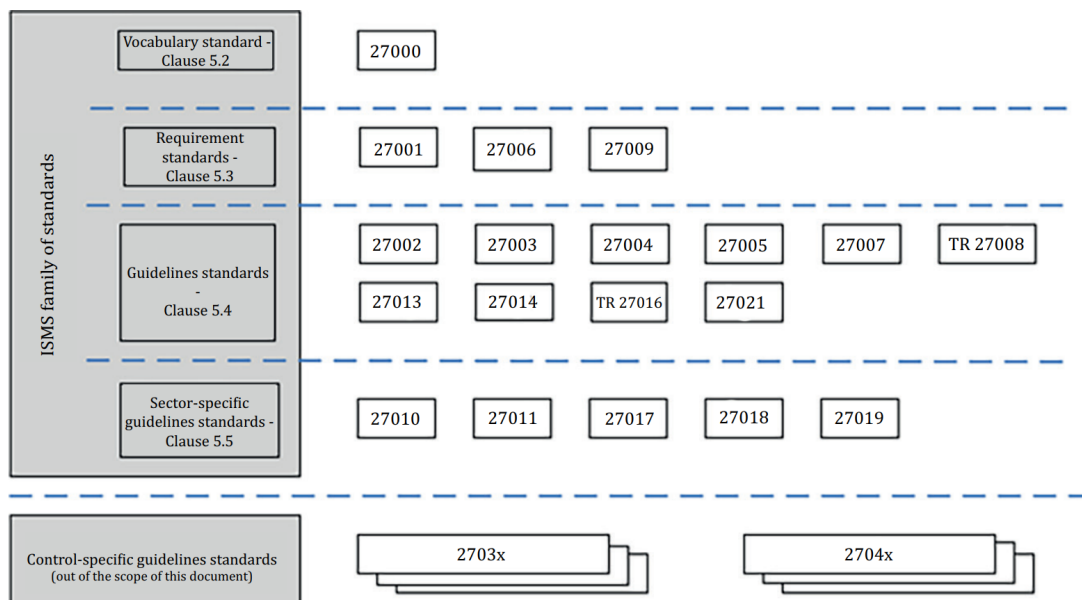 Vocabulary standard -
Clause 5.2
27000
ISMS family of standards
Requirement
standards -
Clause 5.3
27001
27006
27009
Guidelines standards
-
Clause 5.4
27002
27003
27004
27005
27007
TR 27008
27013
27014
TR 27016
27021
Sector-specific
guidelines standards -
Clause 5.5
27010
27011
27017
27018
27019
Control-specific guidelines standards
(out of the scope of this document)
2703x
2704x